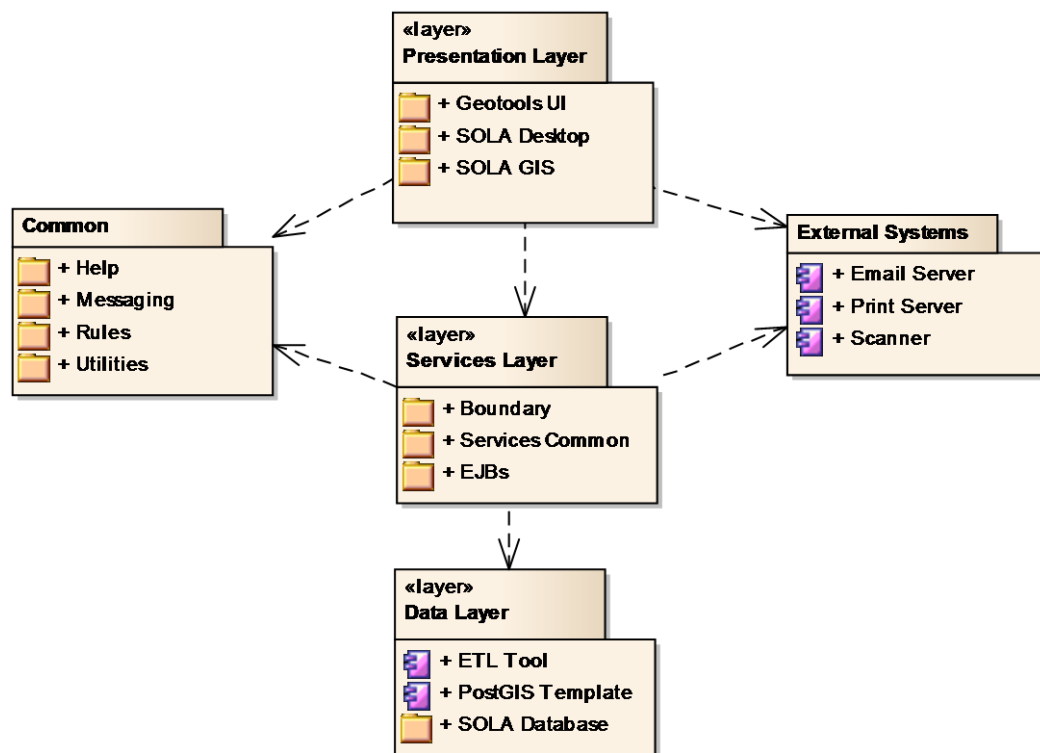 «layer»
Presentation Layer
+ Geotools UI
+ SOLA Desktop
+ SOLA GIS
Common
+ Help
+ Messaging
+ Rules
+ Utilities
External Systems
+ Email Server
+ Print Server
+ Scanner
«layer»
Services Layer
+ Boundary
+ Services Common
+ EJBs
«layer»
Data Layer
+ ETL Tool
+ PostGIS Template
+ SOLA Database